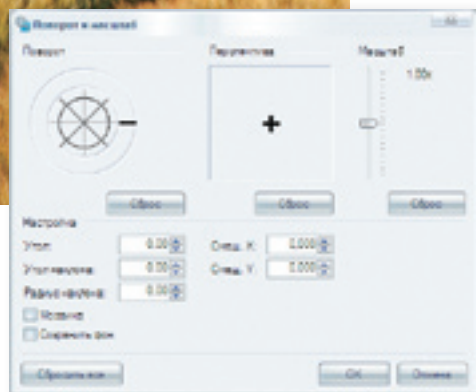 Поворот и масштаб
Поворот Перспектива Масштаб
1.00x
Сброс Сброс Сброс
Настройка
Угол: 0.00 Смещ. X: 0.000
Угол наклона: 0.00 Смещ. Y: 0.000
Радиус наклона: 0.00
Мозаика
Сохранить фон
Сбросить все OK Отмена